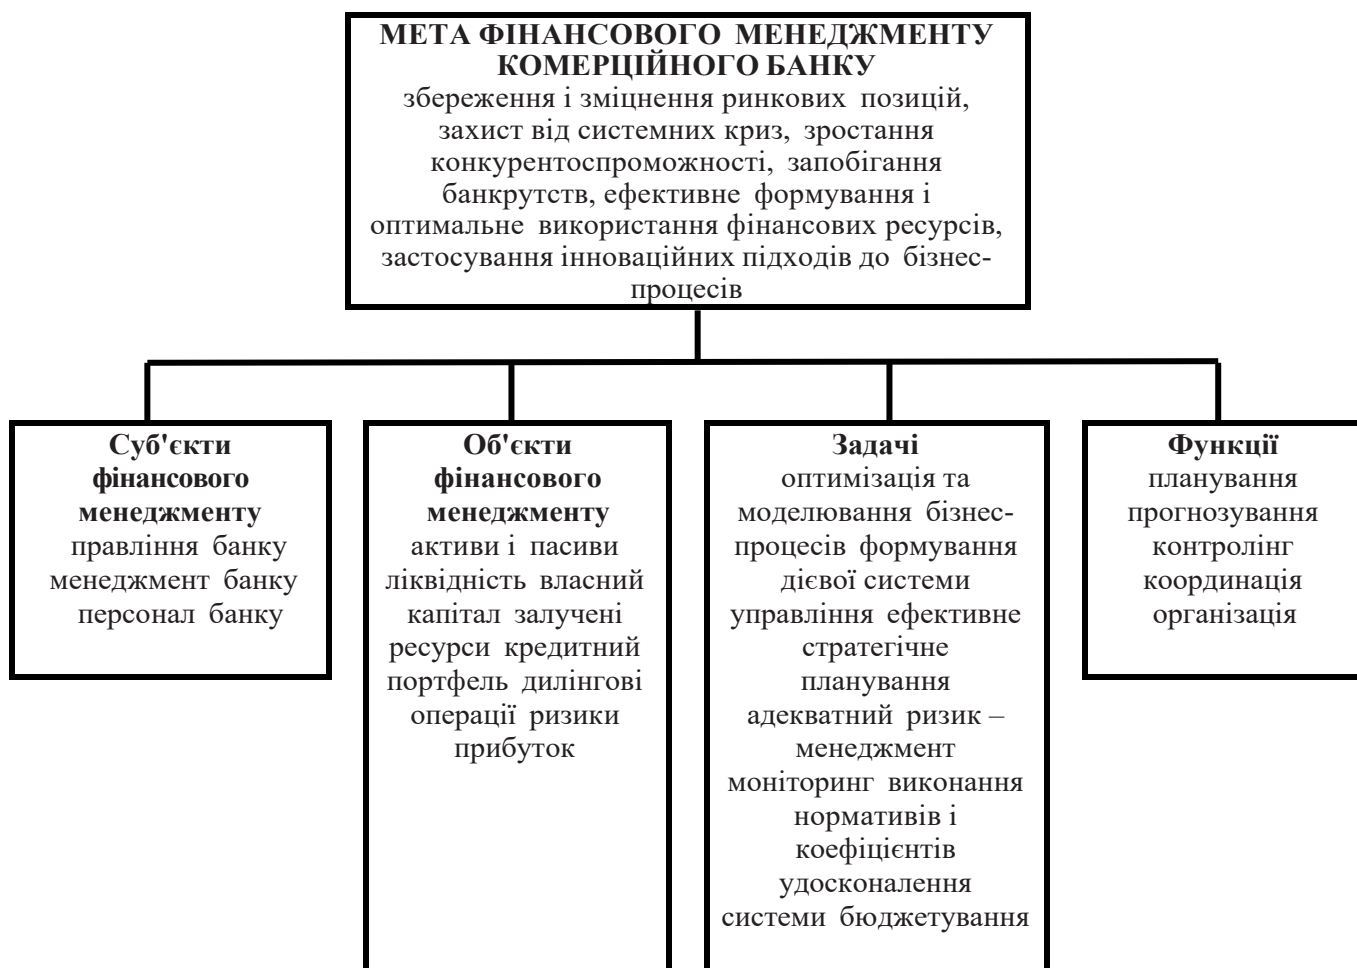 МЕТА ФІНАНСОВОГО МЕНЕДЖМЕНТУ
КОМЕРЦІЙНОГО БАНКУ
збереження і зміцнення ринкових позицій,
захист від системних криз, зростання
конкурентоспроможності, запобігання
банкрутств, ефективне формування і
оптимальне використання фінансових ресурсів,
застосування інноваційних підходів до бізнес-
процесів
Суб'єкти
фінансового
менеджменту
правління банку
менеджмент банку
персонал банку
Об'єкти
фінансового
менеджменту
активи і пасиви
ліквідність власний
капітал залучені
ресурси кредитний
портфель дилінгові
операції ризики
прибуток
Задачі
оптимізація та
моделювання бізнес-
процесів формування
дієвої системи
управління ефективне
стратегічне
планування
адекватний ризик –
менеджмент
моніторинг виконання
нормативів і
коефіцієнтів
удосконалення
системи бюджетування
Функції
планування
прогнозування
контролінг
координація
організація